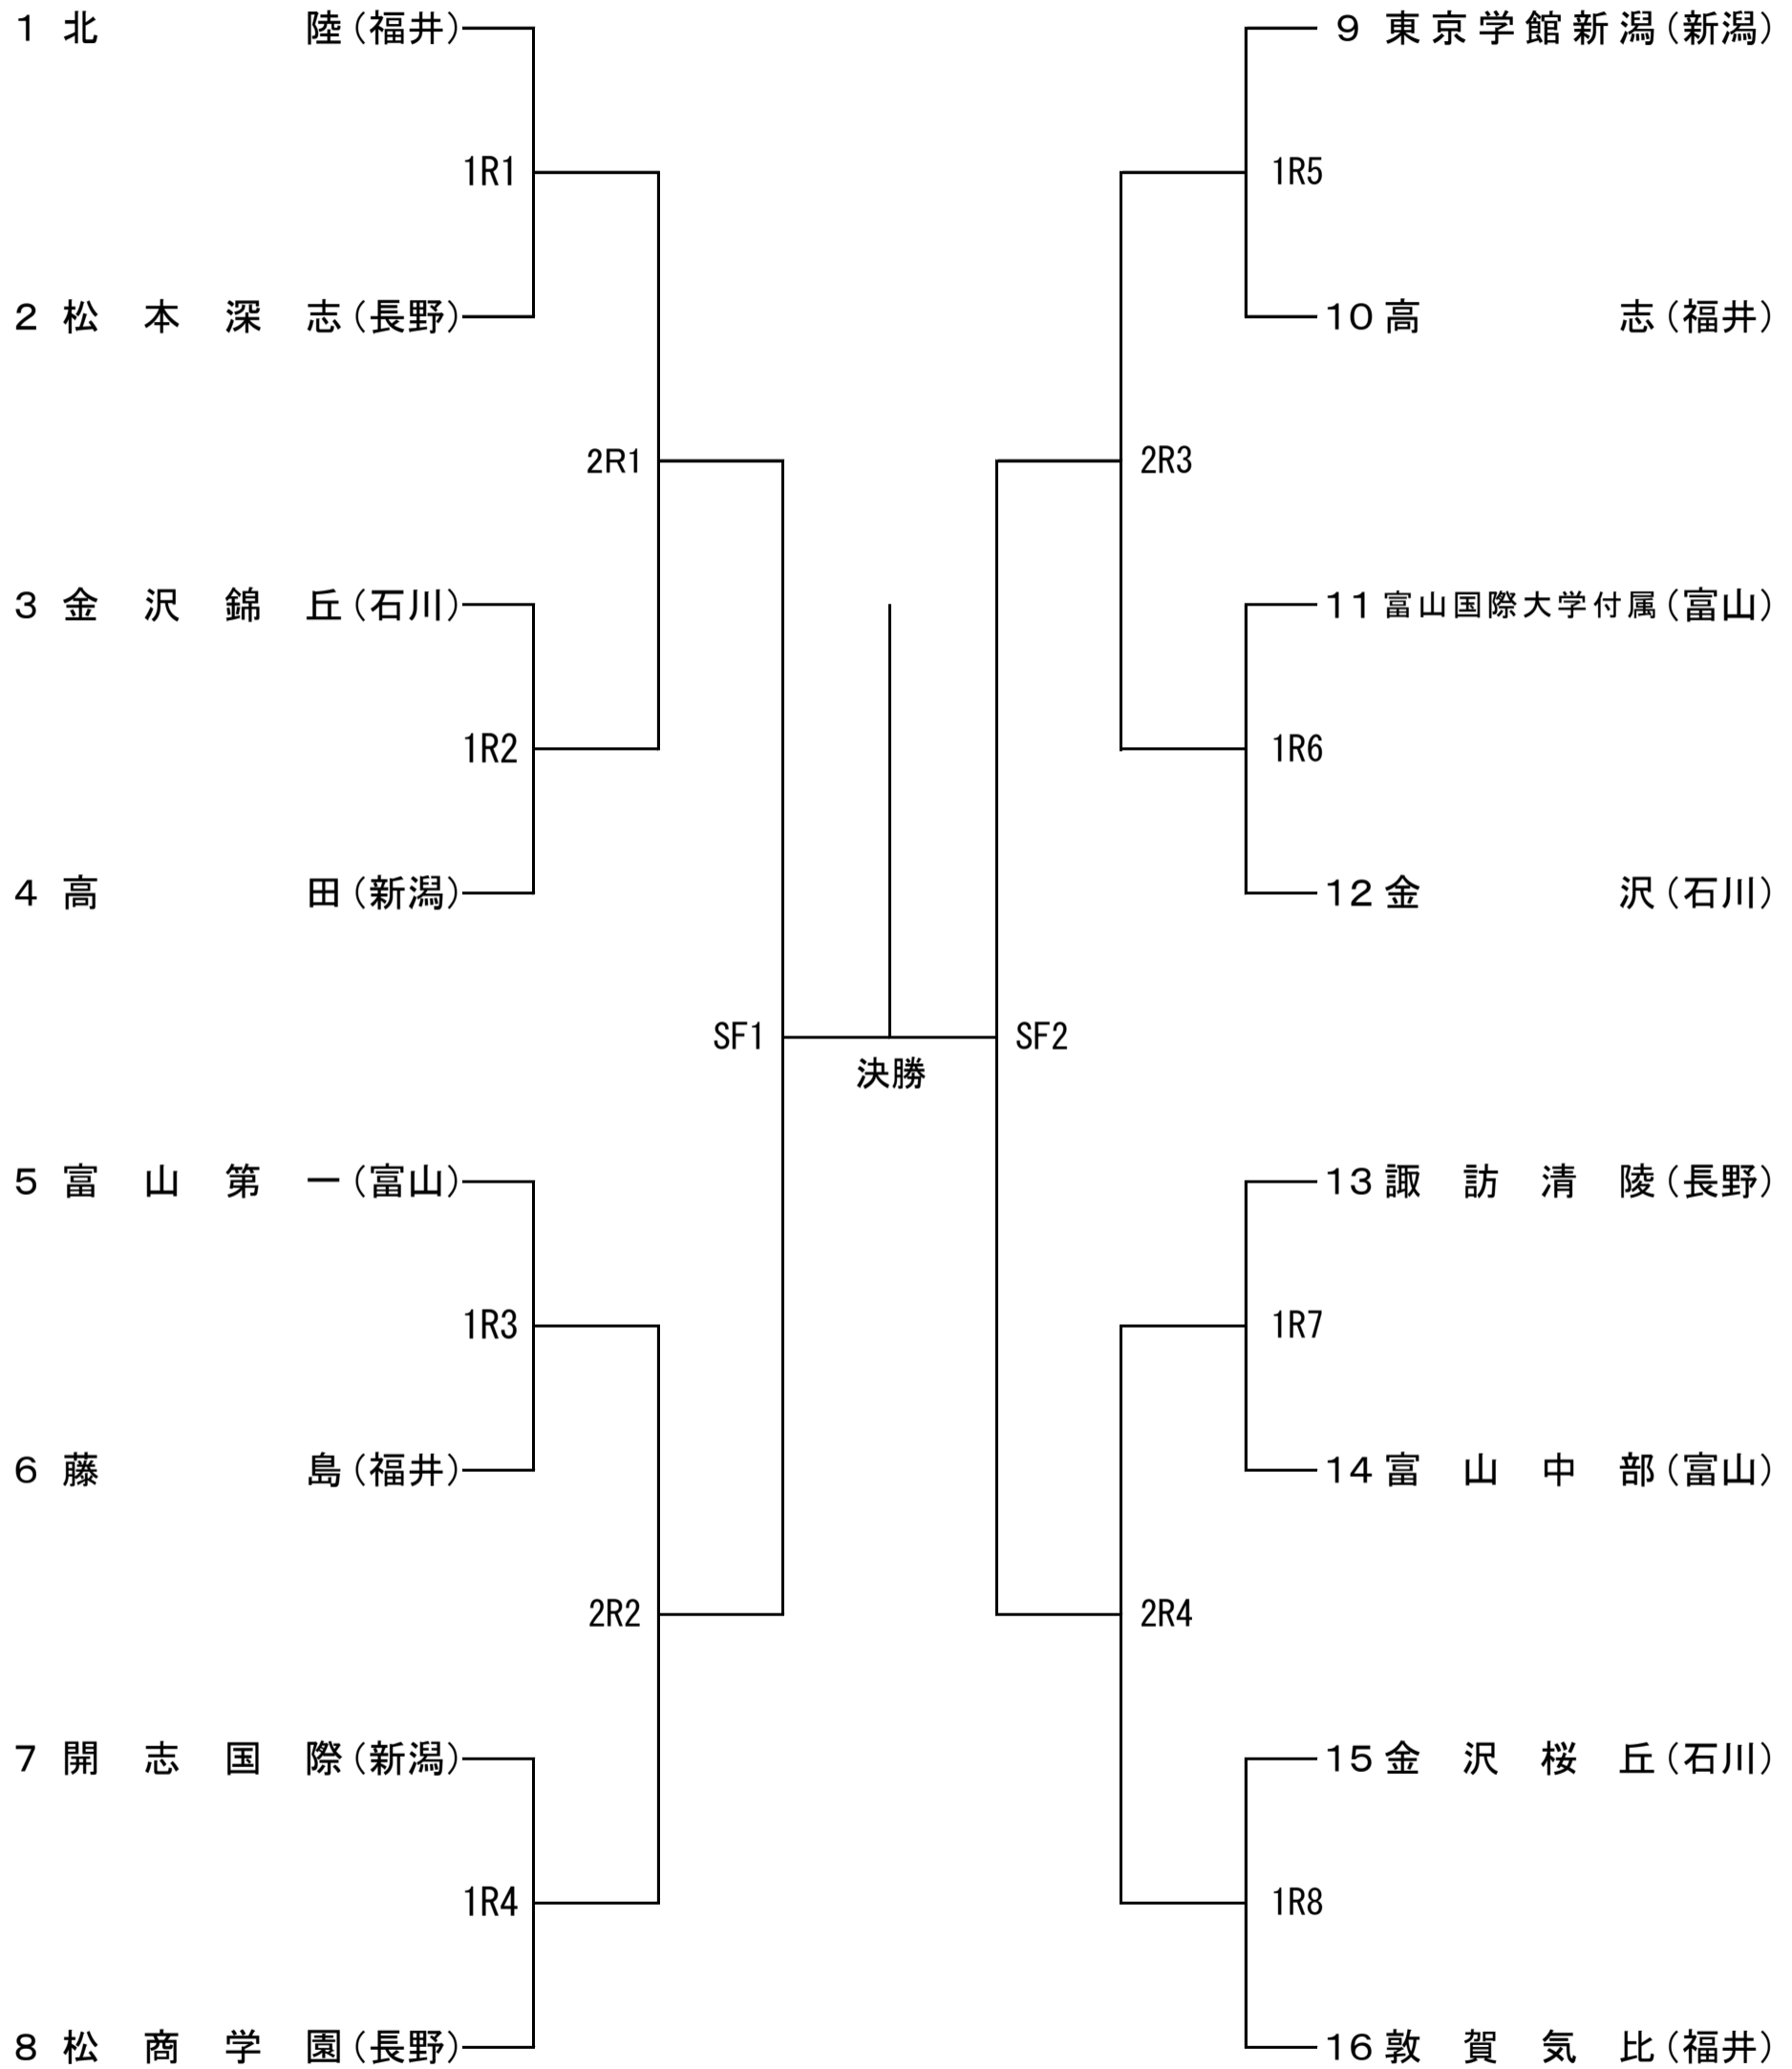 1 北陸(福井)
1R1
2 松本深志(長野)
2R1
3 金沢錦丘(石川)
1R2
4 高田(新潟)
SF1
5 富山第一(富山)
1R3
6 藤島(福井)
2R2
7 開志国際(新潟)
1R4
8 松商学園(長野)
決勝
9 東京学館新潟(新潟)
1R5
10 高志(福井)
2R3
11 富山国際大学付属(富山)
1R6
12 金沢(石川)
SF2
13 諏訪清陵(長野)
1R7
14 富山中部(富山)
2R4
15 金沢桜丘(石川)
1R8
16 敦賀気比(福井)